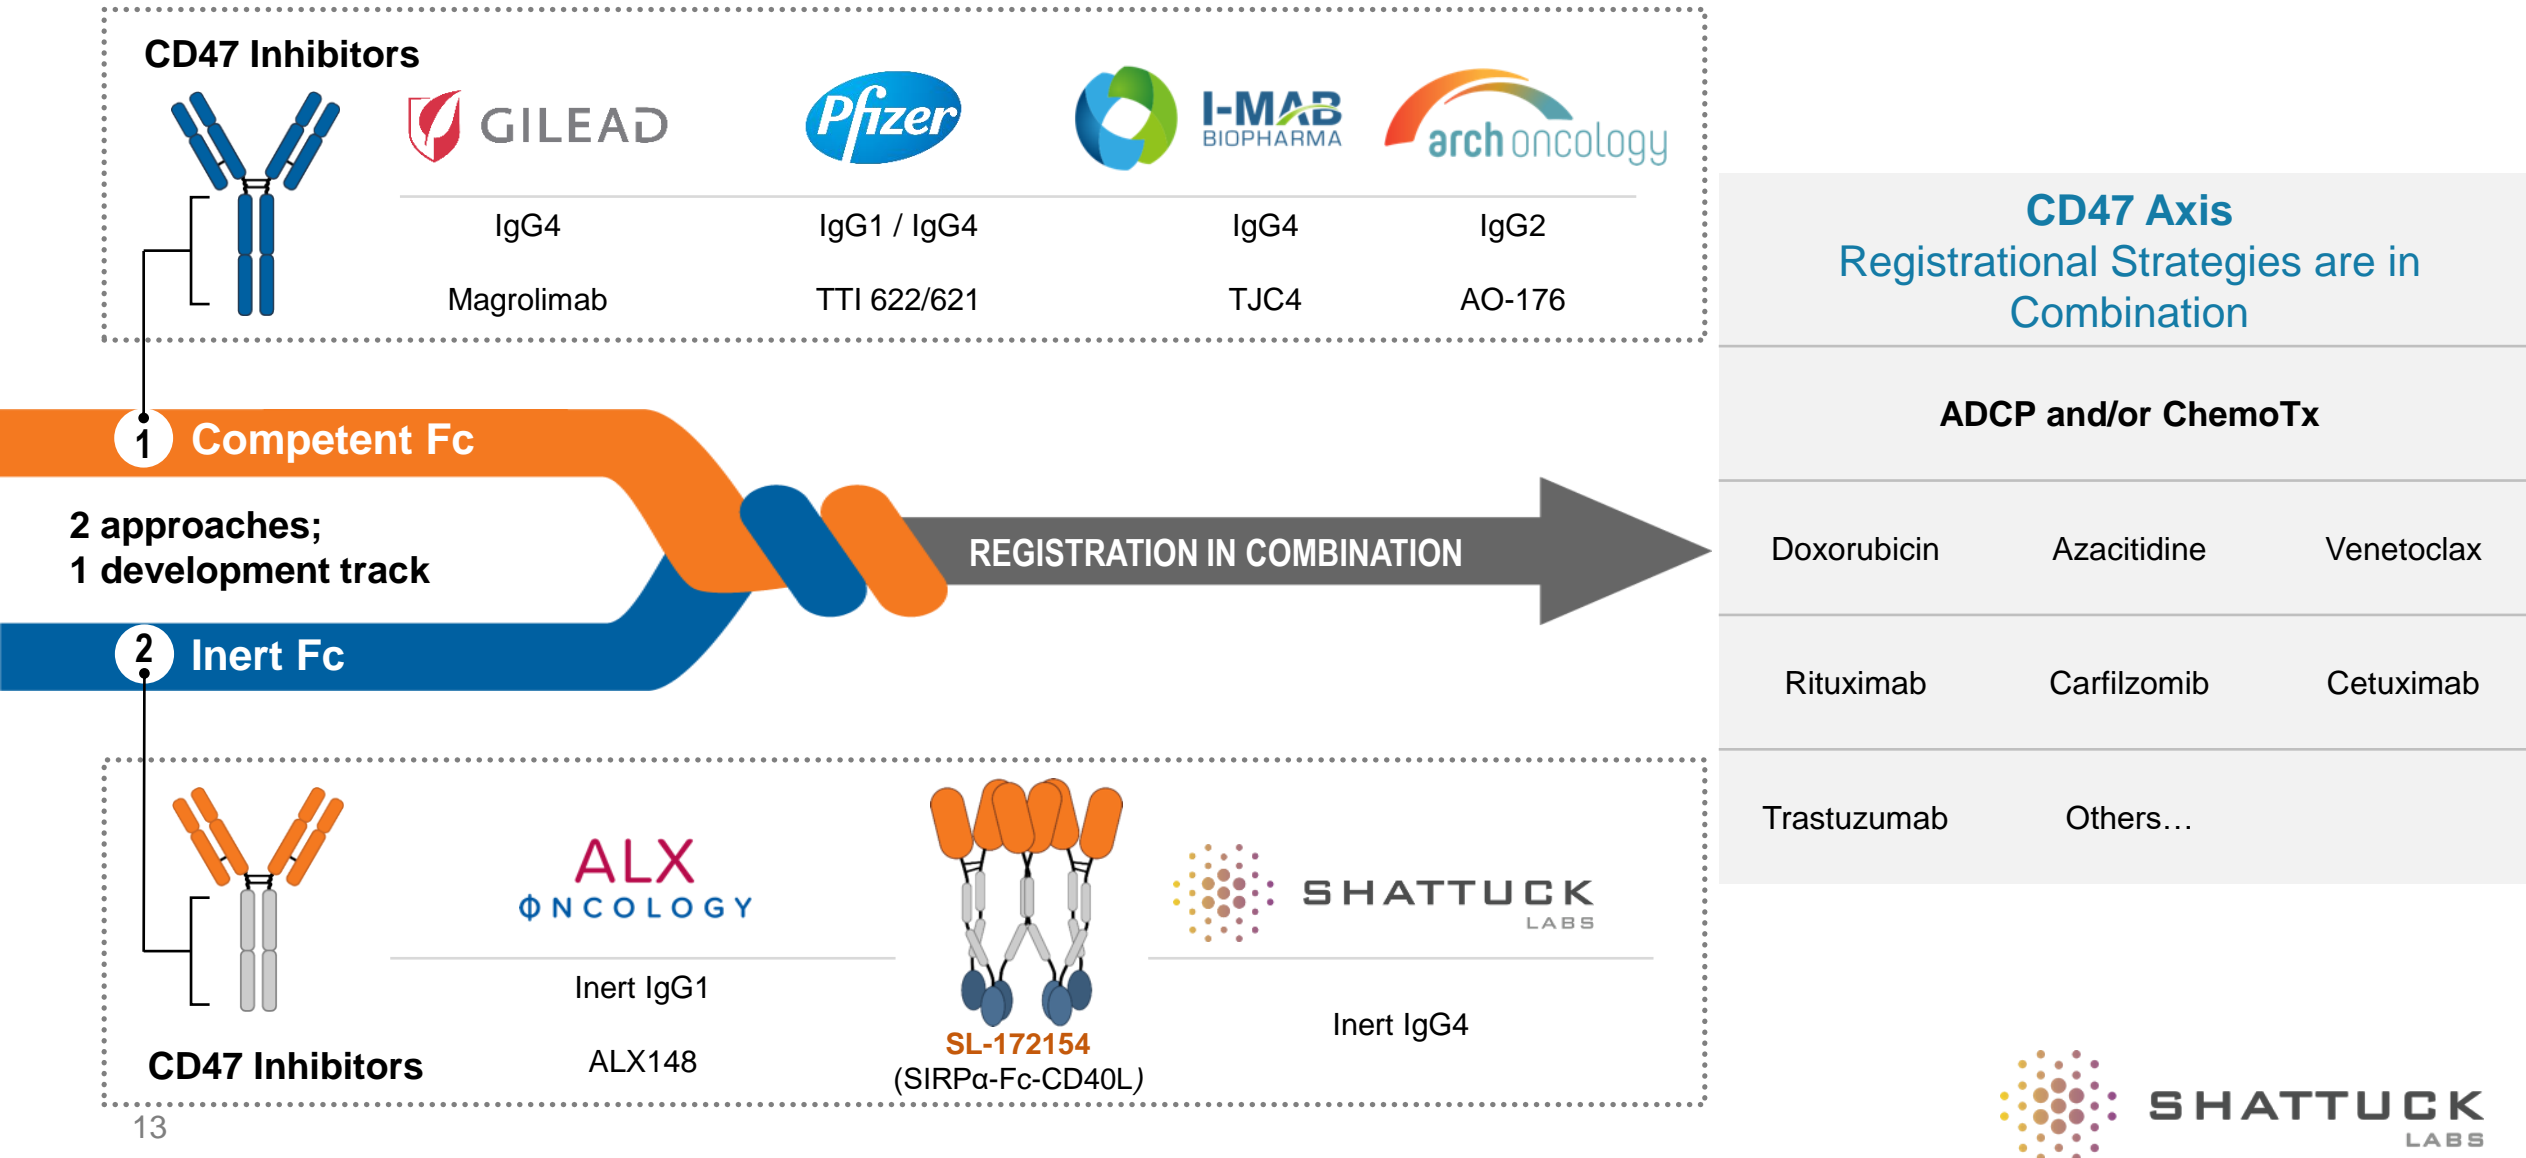 CD47 Inhibitors
GILEAD
Pfizer
I-MAB
BIOPHARMA
arch oncology
IgG4
IgG1 / IgG4
IgG4
IgG2
Magrolimab
TTI 622/621
TJC4
AO-176
1
Competent Fc
2 approaches;
1 development track
2
Inert Fc
REGISTRATION IN COMBINATION
CD47 Axis
Registrational Strategies are in
Combination
ADCP and/or ChemoTx
Doxorubicin
Azacitidine
Venetoclax
Rituximab
Carfilzomib
Cetuximab
Trastuzumab
Others…
ALX
ΦNCOLOGY
SHATTUCK
LABS
Inert IgG1
ALX148
SL-172154
(SIRPα-Fc-CD40L)
Inert IgG4
CD47 Inhibitors
13
SHATTUCK
LABS